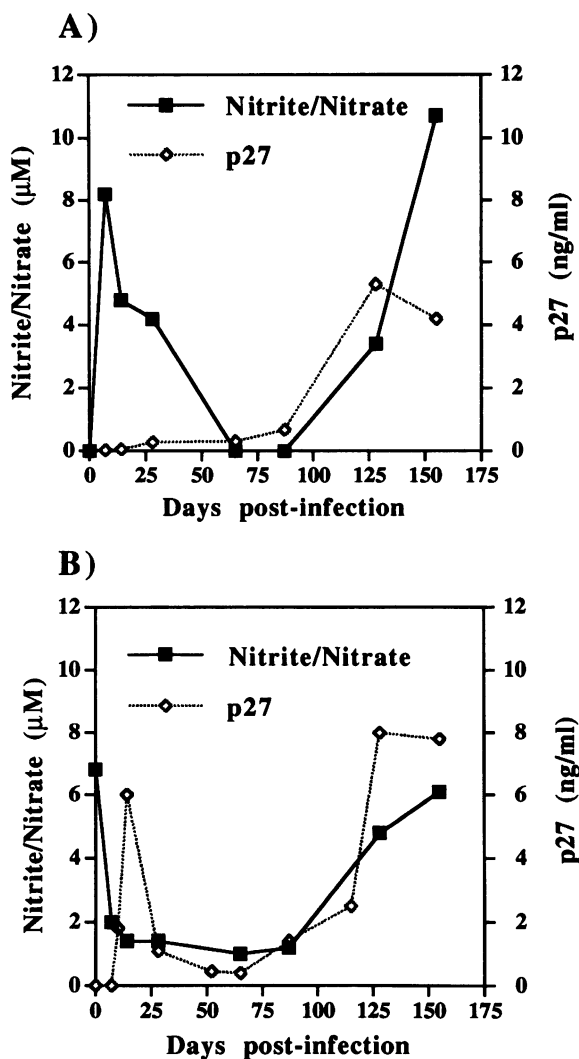 A)
12
10
8
6
4
2
0
Nitrite/Nitrate (μM)
Nitrite/Nitrate
p27
12
10
8
6
4
2
0
p27 (ng/ml)
0 25 50 75 100 125 150 175
Days post-infection
B)
12
10
8
6
4
2
0
Nitrite/Nitrate (μM)
Nitrite/Nitrate
p27
12
10
8
6
4
2
0
p27 (ng/ml)
0 25 50 75 100 125 150 175
Days post-infection